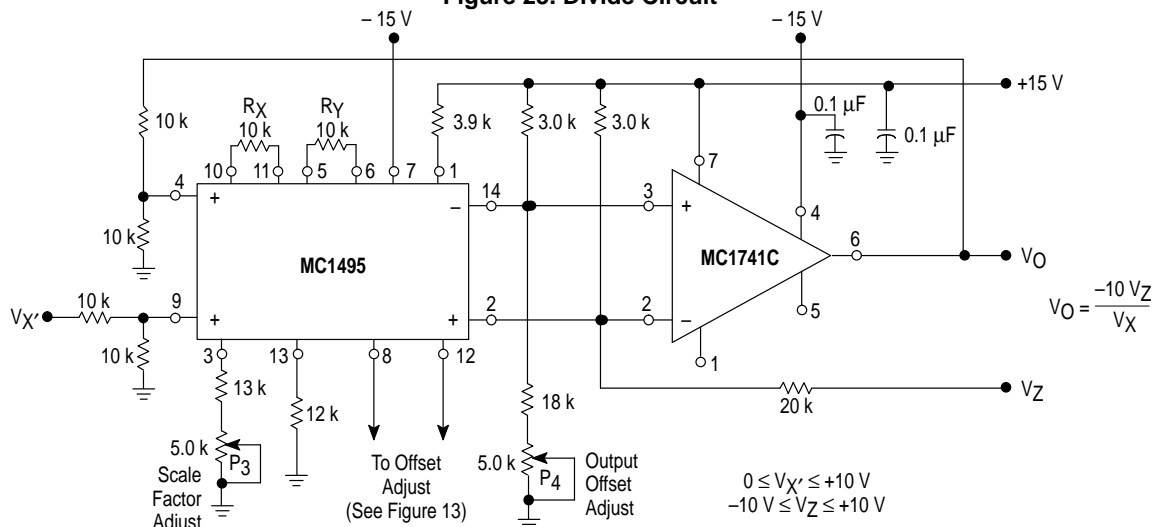 Figure 28. Divide Circuit
– 15 V
– 15 V
+15 V
10 k
RX
10 k
RY
10 k
3.9 k
3.0 k
3.0 k
0.1 µF
0.1 µF
10
11
5
6
7
1
7
4
+
–
14
3
+
4
10 k
MC1495
MC1741C
6
VO
VO = –10 VZ / VX
VX'
10 k
9
+
+
2
2
–
5
10 k
3
13
8
12
1
13 k
12 k
18 k
20 k
VZ
5.0 k
P3
Scale
Factor
Adjust
To Offset
Adjust
(See Figure 13)
5.0 k
P4
Output
Offset
Adjust
0 ≤ VX' ≤ +10 V
–10 V ≤ VZ ≤ +10 V